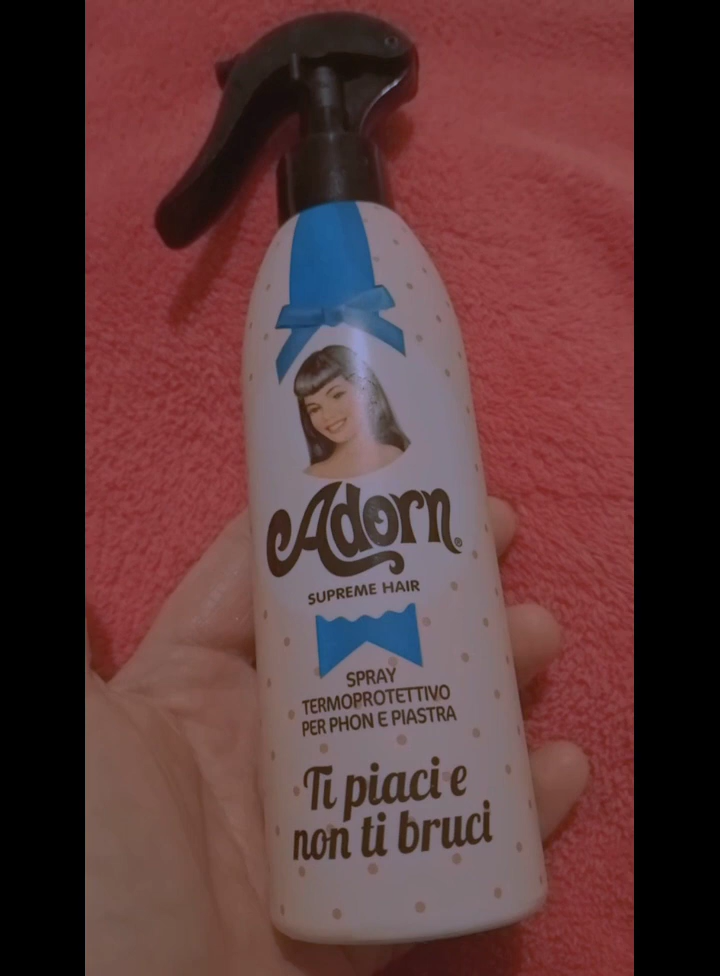 Adorn®
SUPREME HAIR
SPRAY
TERMOPROTETTIVO
PER PHON E PIASTRA
Ti piaci e
non ti bruci